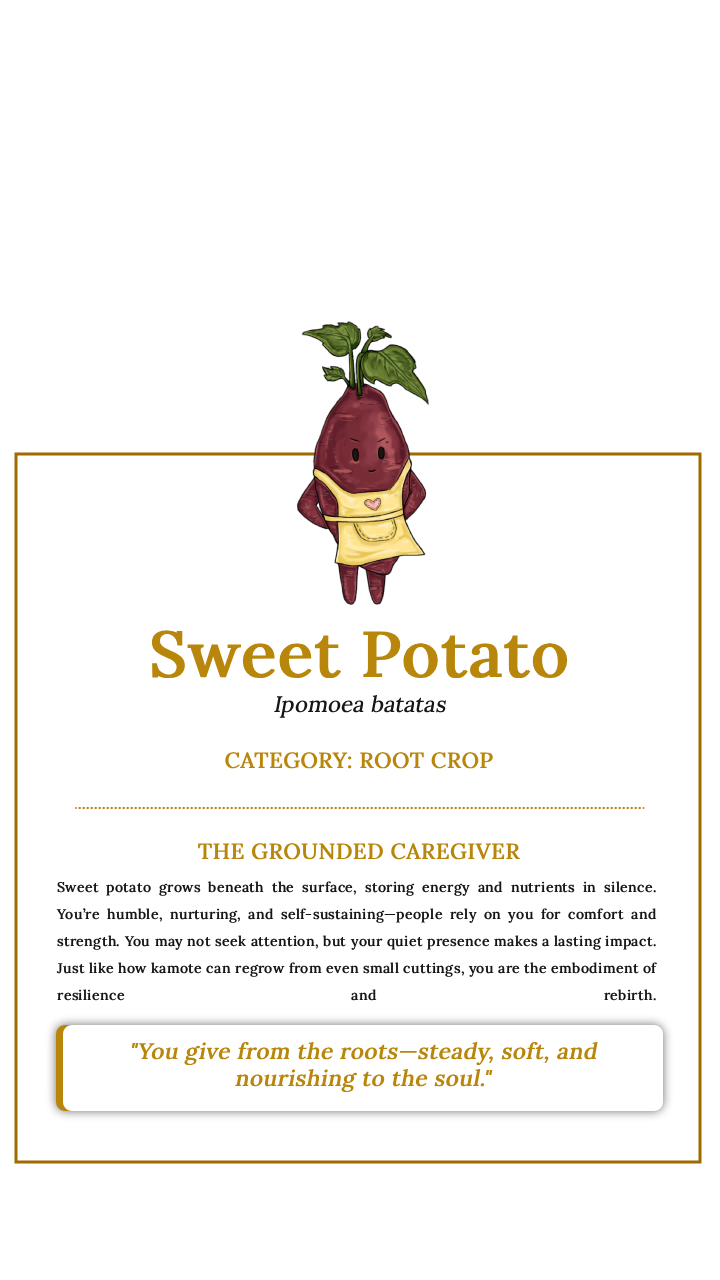 Sweet Potato
Ipomoea batatas
CATEGORY: ROOT CROP
THE GROUNDED CAREGIVER
Sweet potato grows beneath the surface, storing energy and nutrients in silence.
You’re humble, nurturing, and self-sustaining—people rely on you for comfort and
strength. You may not seek attention, but your quiet presence makes a lasting impact.
Just like how kamote can regrow from even small cuttings, you are the embodiment of
resilience and rebirth.
"You give from the roots—steady, soft, and
nourishing to the soul."